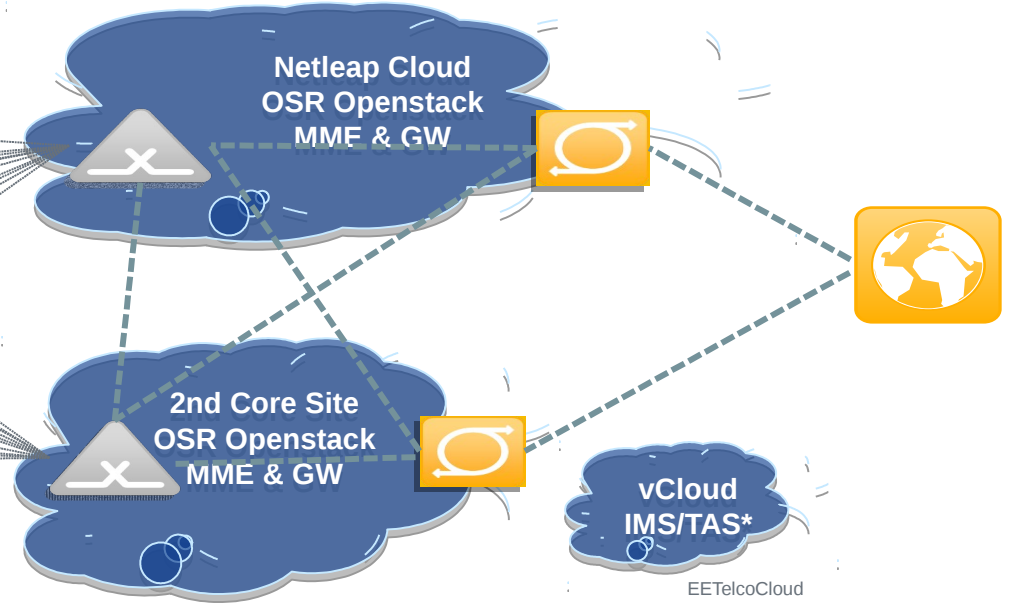 Netleap Cloud
OSR Openstack
MME & GW
2nd Core Site
OSR Openstack
MME & GW
vCloud
IMS/TAS*
EETelcoCloud